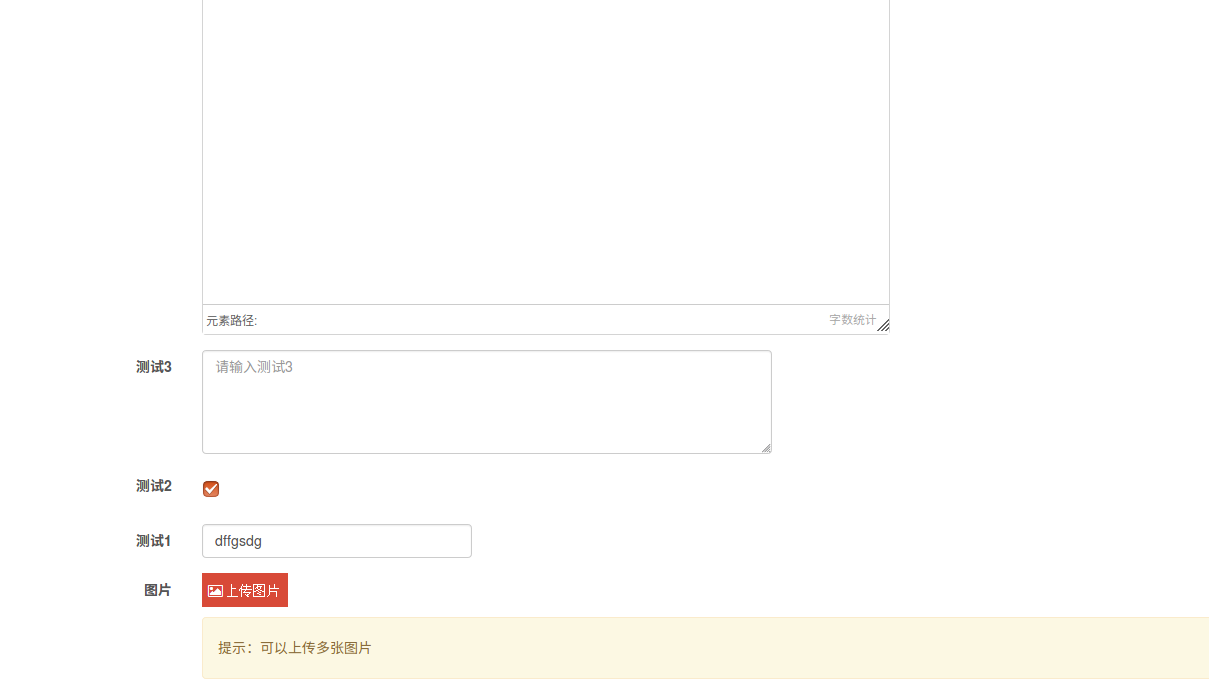 元素路径: 字数统计
测试3 请输入测试3
测试2
测试1 dffgsdg
图片 上传图片
提示：可以上传多张图片